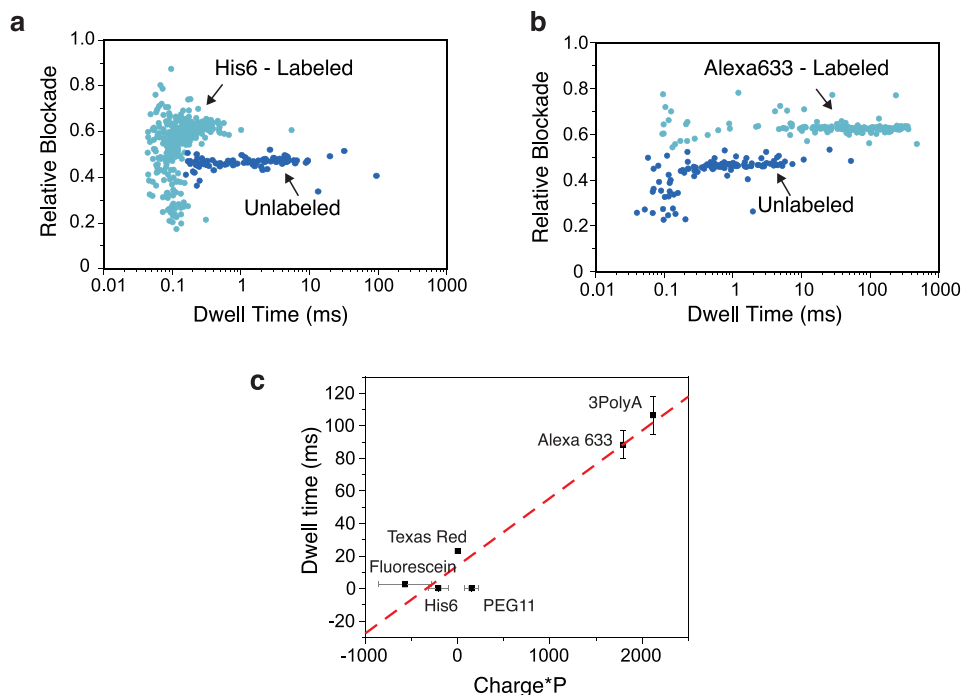 a
1.0
0.8
0.6
0.4
0.2
0
Relative Blockade
His6 - Labeled
Unlabeled
0.01 0.1 1 10 100 1000
Dwell Time (ms)
b
1.0
0.8
0.6
0.4
0.2
0
Relative Blockade
Alexa633 - Labeled
Unlabeled
0.01 0.1 1 10 100 1000
Dwell Time (ms)
c
120
100
80
60
40
20
0
-20
Dwell time (ms)
3PolyA
Alexa 633
Texas Red
Fluorescein
His6 PEG11
-1000 0 1000 2000
Charge*P